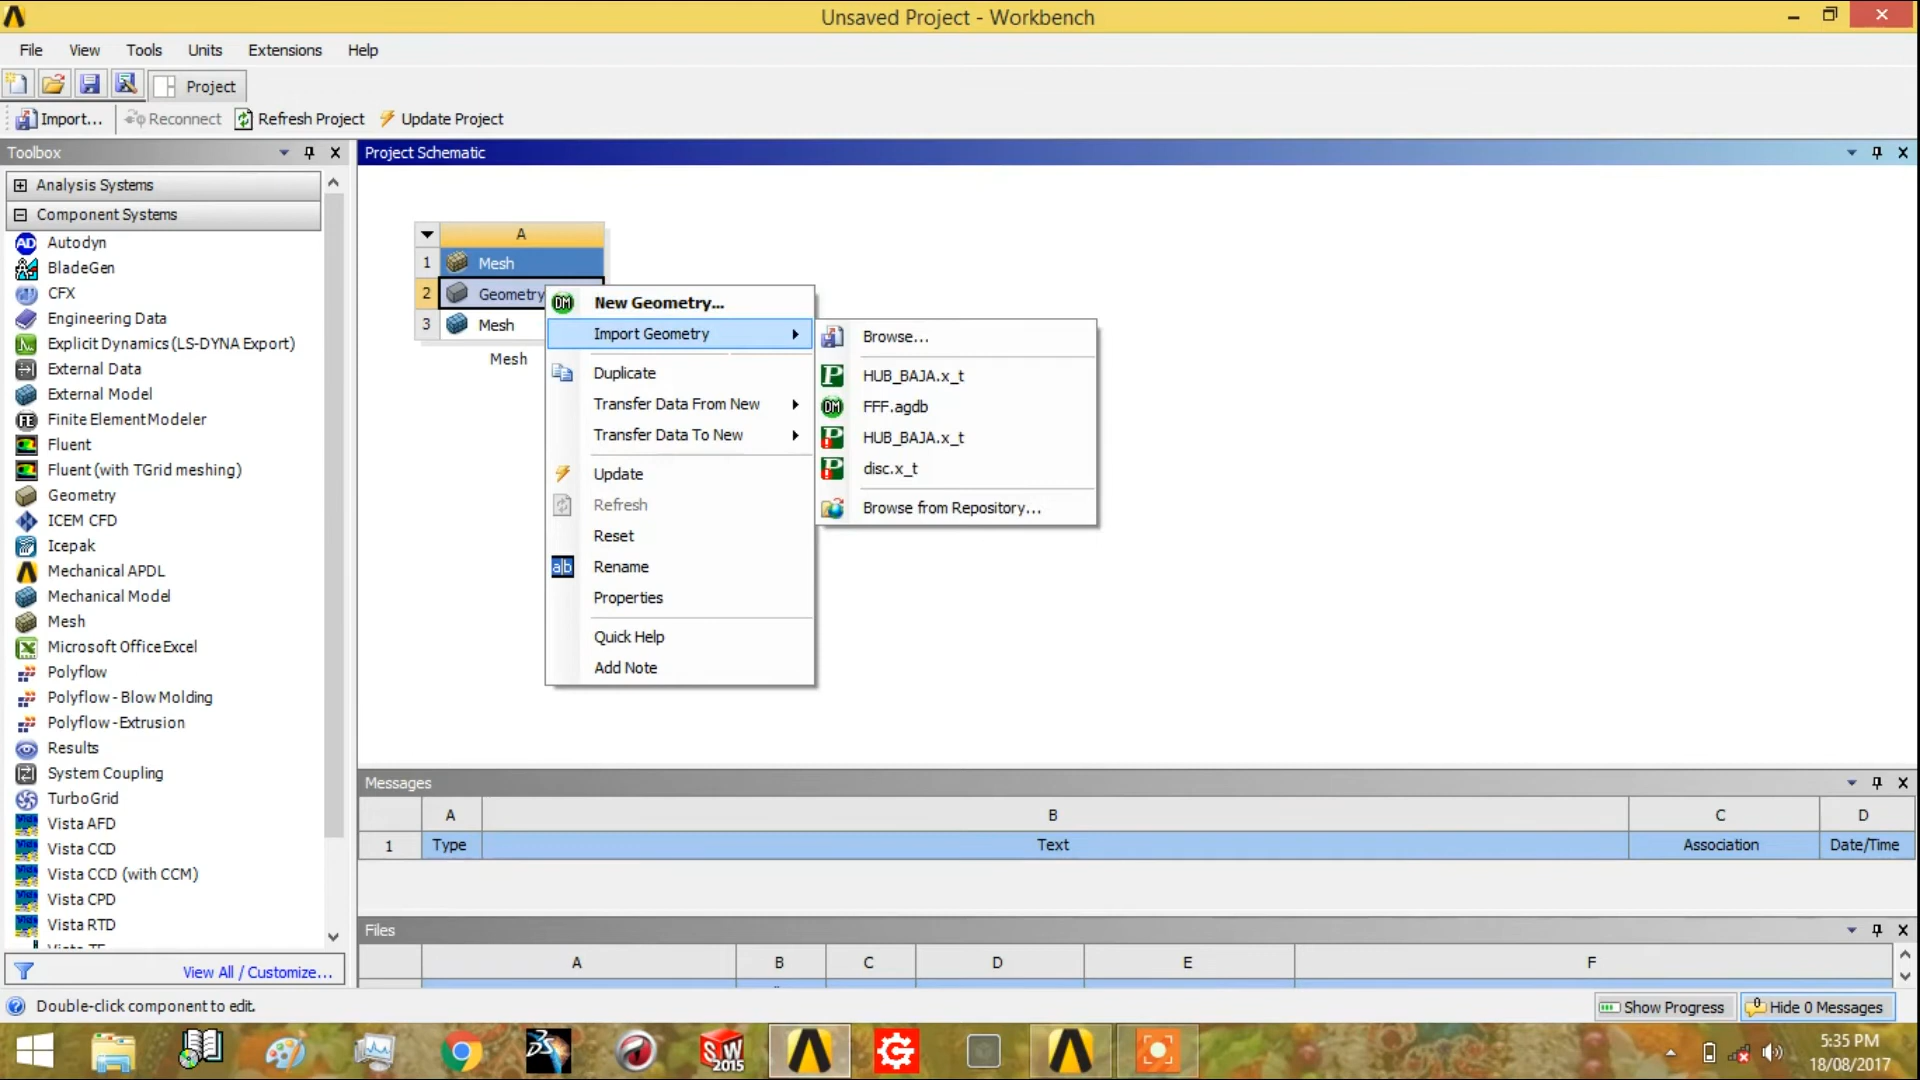 Unsaved Project - Workbench
File View Tools Units Extensions Help
Project
Import... Reconnect Refresh Project Update Project
Toolbox
Analysis Systems
Component Systems
Autodyn
BladeGen
CFX
Engineering Data
Explicit Dynamics (LS-DYNA Export)
External Data
External Model
Finite Element Modeler
Fluent
Fluent (with TGrid meshing)
Geometry
ICEM CFD
Icepak
Mechanical APDL
Mechanical Model
Mesh
Microsoft Office Excel
Polyflow
Polyflow - Blow Molding
Polyflow - Extrusion
Results
System Coupling
TurboGrid
Vista AFD
Vista CCD
Vista CCD (with CCM)
Vista CPD
Vista RTD
View All / Customize...
Project Schematic
A
1 Mesh
2 Geometry
3 Mesh
Mesh
New Geometry...
Import Geometry
Duplicate
Transfer Data From New
Transfer Data To New
Update
Refresh
Reset
Rename
Properties
Quick Help
Add Note
Browse...
HUB_BAJA.x_t
FFF.agdb
HUB_BAJA.x_t
disc.x_t
Browse from Repository...
Messages
A B C D
1 Type Text Association Date/Time
Files
A B C D E F
Double-click component to edit.
Show Progress
Hide 0 Messages
5:35 PM
18/08/2017